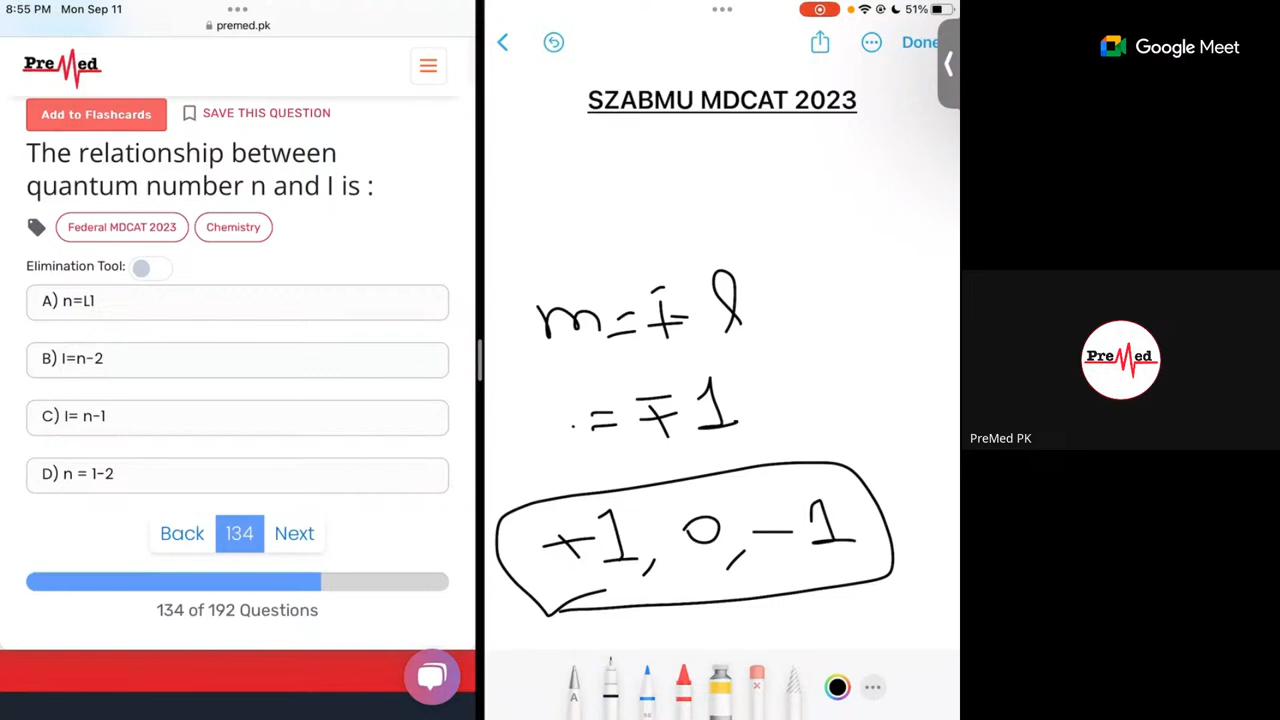 8:55 PM Mon Sep 11
premed.pk
PreMed
Add to Flashcards
SAVE THIS QUESTION
The relationship between
quantum number n and I is :
Federal MDCAT 2023
Chemistry
Elimination Tool:
A) n=L1
B) I=n-2
C) I= n-1
D) n = 1-2
Back 134 Next
134 of 192 Questions
51%
Done
SZABMU MDCAT 2023
m = ± l
= ∓ 1
+1, 0, -1
A
Google Meet
PreMed
PreMed PK